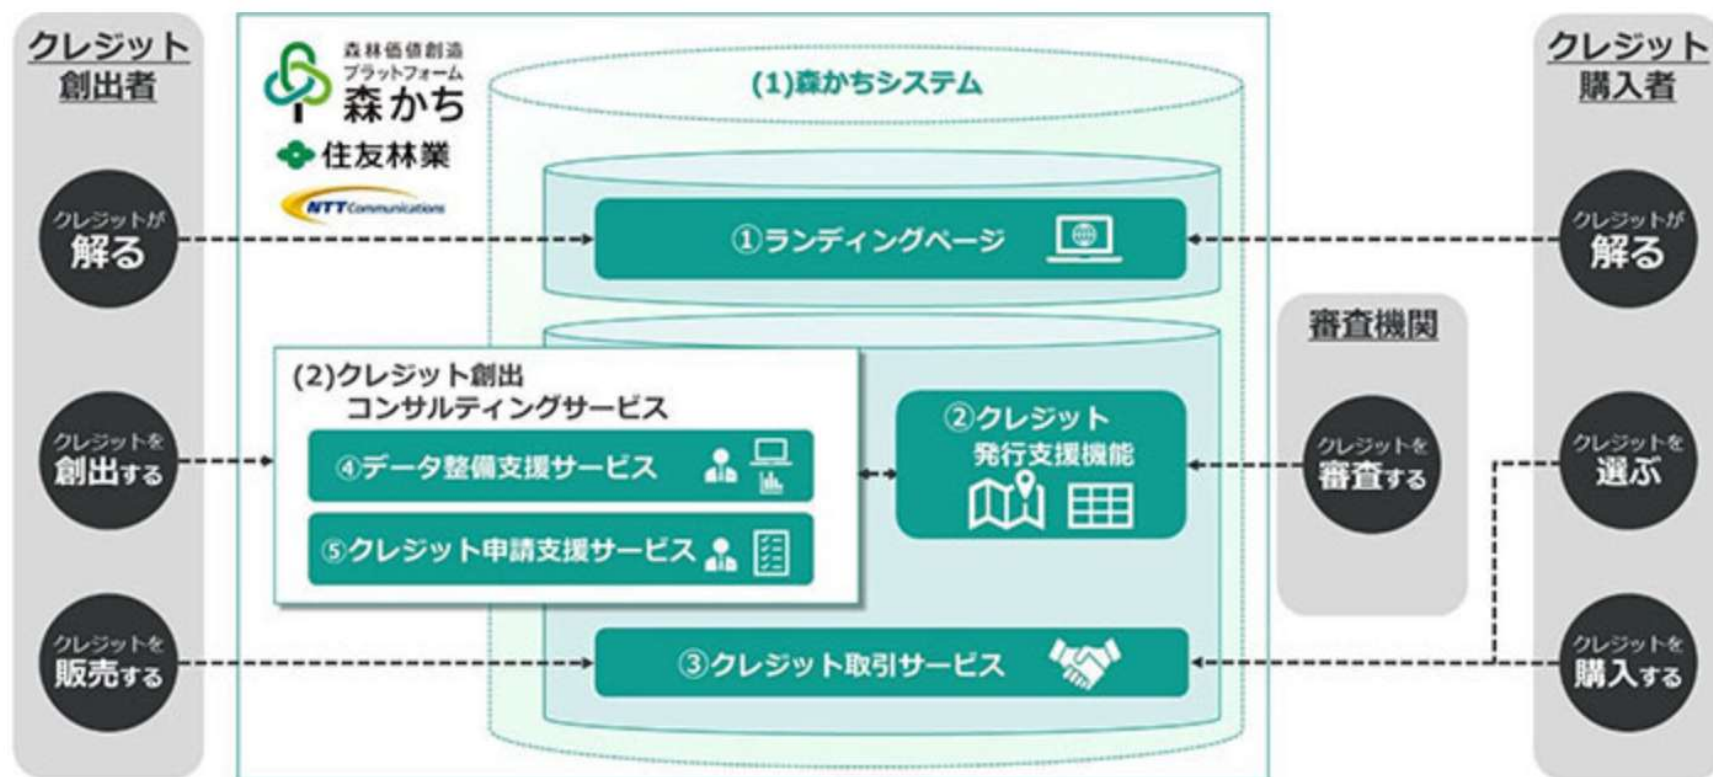 クレジット
創出者
クレジットが
解る
クレジットを
創出する
クレジットを
販売する
森林価値創造
プラットフォーム
森かち
住友林業
NTT Communications
(1)森かちシステム
①ランディングページ
(2)クレジット創出
コンサルティングサービス
④データ整備支援サービス
⑤クレジット申請支援サービス
②クレジット
発行支援機能
③クレジット取引サービス
審査機関
クレジットを
審査する
クレジット
購入者
クレジットが
解る
クレジットを
選ぶ
クレジットを
購入する